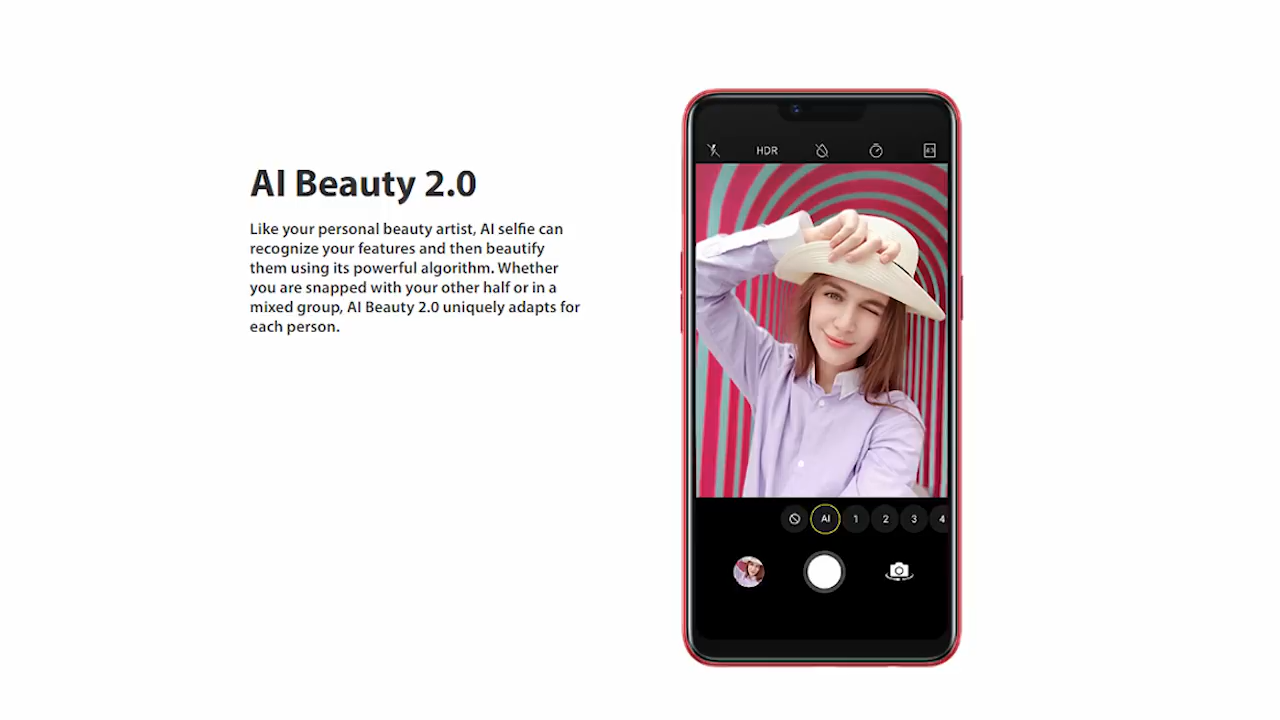 AI Beauty 2.0
Like your personal beauty artist, AI selfie can
recognize your features and then beautify
them using its powerful algorithm. Whether
you are snapped with your other half or in a
mixed group, AI Beauty 2.0 uniquely adapts for
each person.
HDR
AI 1 2 3 4